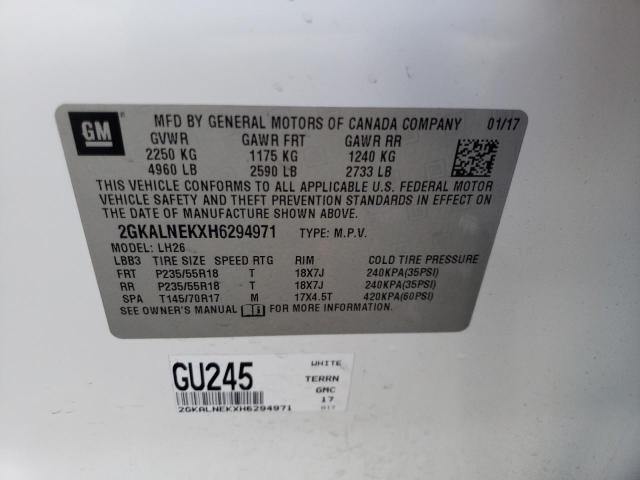 GM
MFD BY GENERAL MOTORS OF CANADA COMPANY 01/17
GVWR GAWR FRT GAWR RR
2250 KG 1175 KG 1240 KG
4960 LB 2590 LB 2733 LB
THIS VEHICLE CONFORMS TO ALL APPLICABLE U.S. FEDERAL MOTOR
VEHICLE SAFETY AND THEFT PREVENTION STANDARDS IN EFFECT ON
THE DATE OF MANUFACTURE SHOWN ABOVE.
2GKALNEKXH6294971 TYPE: M.P.V.
MODEL: LH26
LBB3 TIRE SIZE SPEED RTG RIM COLD TIRE PRESSURE
FRT P235/55R18 T 18X7J 240KPA(35PSI)
RR P235/55R18 T 18X7J 240KPA(35PSI)
SPA T145/70R17 M 17X4.5T 420KPA(60PSI)
SEE OWNER'S MANUAL FOR MORE INFORMATION.
GU245 WHITE
TERRN
GMC
17
2GKALNEKXH6294971